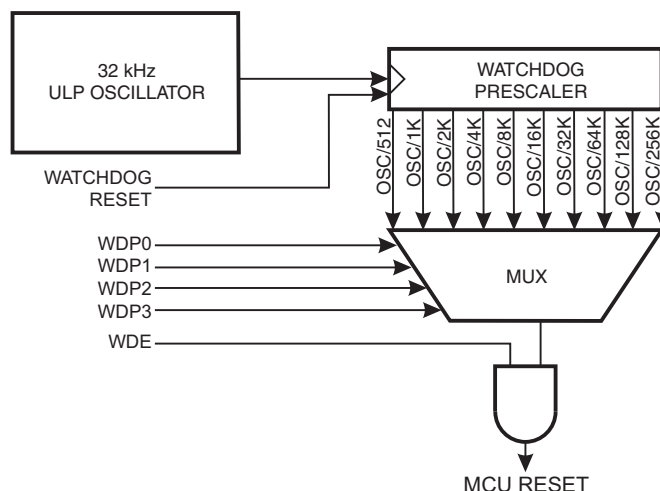 32 kHz
ULP OSCILLATOR
WATCHDOG
PRESCALER
OSC/512
OSC/1K
OSC/2K
OSC/4K
OSC/8K
OSC/16K
OSC/32K
OSC/64K
OSC/128K
OSC/256K
WATCHDOG
RESET
WDP0
WDP1
WDP2
WDP3
MUX
WDE
MCU RESET